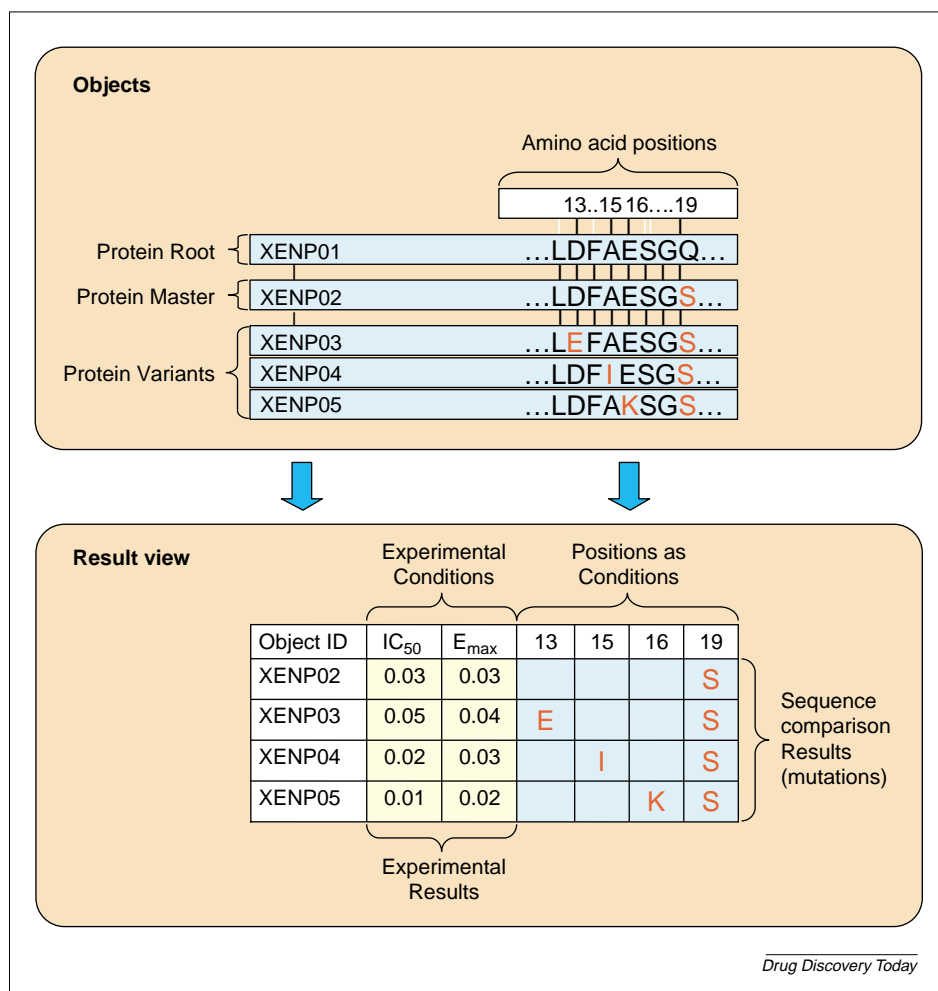 Objects
Amino acid positions
13..15 16....19
Protein Root
XENP01
...LDFAESGQ...
Protein Master
XENP02
...LDFAESGS...
Protein Variants
XENP03
...LEFAESGS...
XENP04
...LDFIESGS...
XENP05
...LDFAKSGS...
Result view
Experimental
Conditions
Positions as
Conditions
Object ID IC50 Emax 13 15 16 19
XENP02 0.03 0.03 S
XENP03 0.05 0.04 E S
XENP04 0.02 0.03 I S
XENP05 0.01 0.02 K S
Sequence
comparison
Results
(mutations)
Experimental
Results
Drug Discovery Today